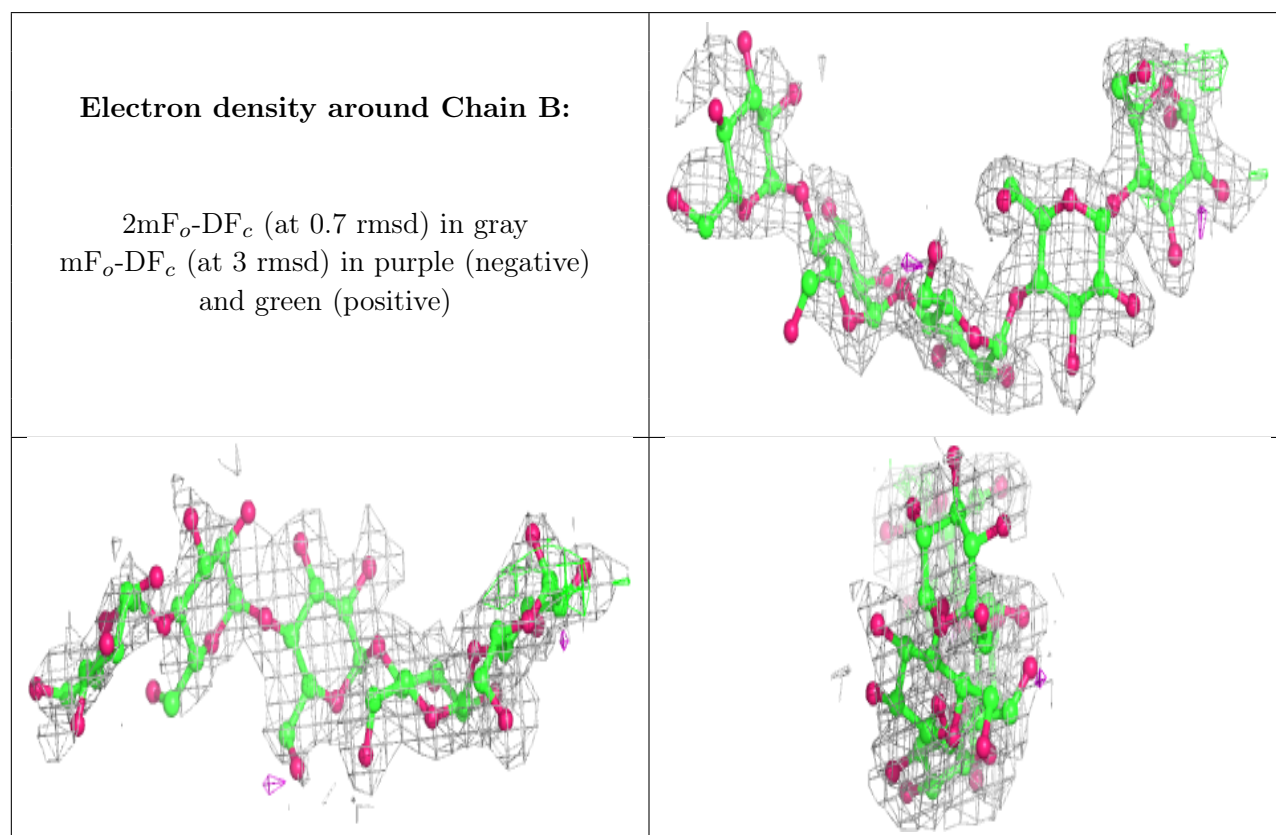 Electron density around Chain B:
2mFₒ-DF𝒸 (at 0.7 rmsd) in gray
mFₒ-DF𝒸 (at 3 rmsd) in purple (negative)
and green (positive)